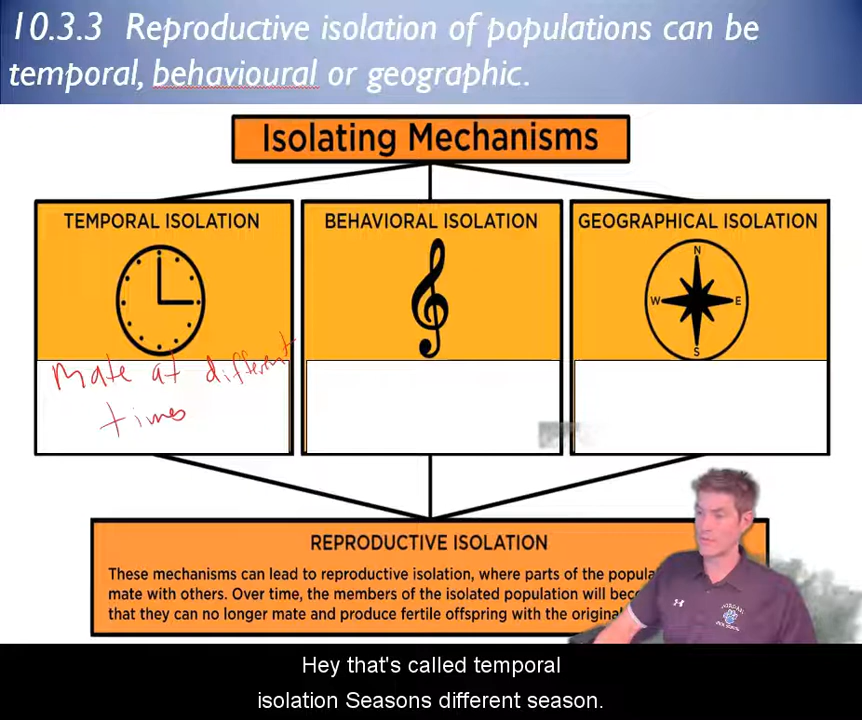 10.3.3 Reproductive isolation of populations can be
temporal, behavioural or geographic.
Isolating Mechanisms
TEMPORAL ISOLATION
BEHAVIORAL ISOLATION
GEOGRAPHICAL ISOLATION
N
W E
S
Mate at different
times
REPRODUCTIVE ISOLATION
These mechanisms can lead to reproductive isolation, where parts of the popula
mate with others. Over time, the members of the isolated population will bec
that they can no longer mate and produce fertile offspring with the origina
Hey that's called temporal
isolation Seasons different season.